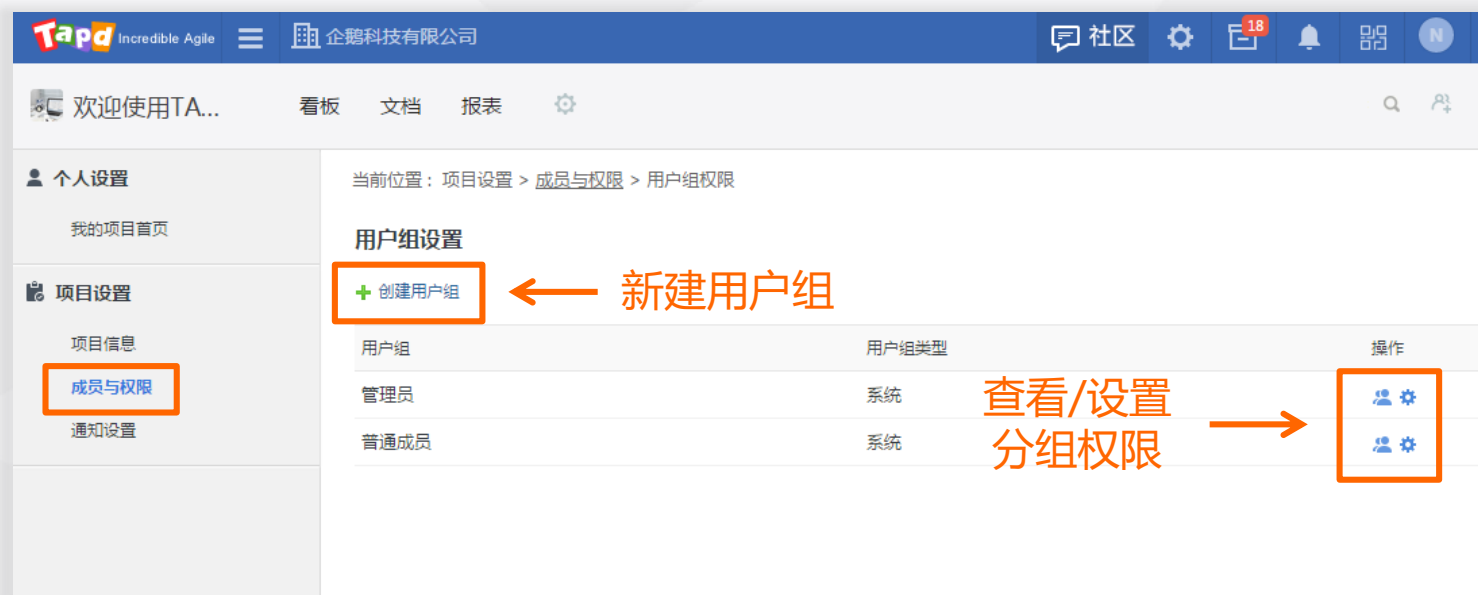 Tapd Incredible Agile 企鹅科技有限公司 社区 18 N
欢迎使用TA... 看板 文档 报表
个人设置
我的项目首页
项目设置
项目信息
成员与权限
通知设置
当前位置：项目设置 > 成员与权限 > 用户组权限
用户组设置
创建用户组
新建用户组
用户组 用户组类型 操作
管理员 系统
普通成员 系统
查看/设置
分组权限